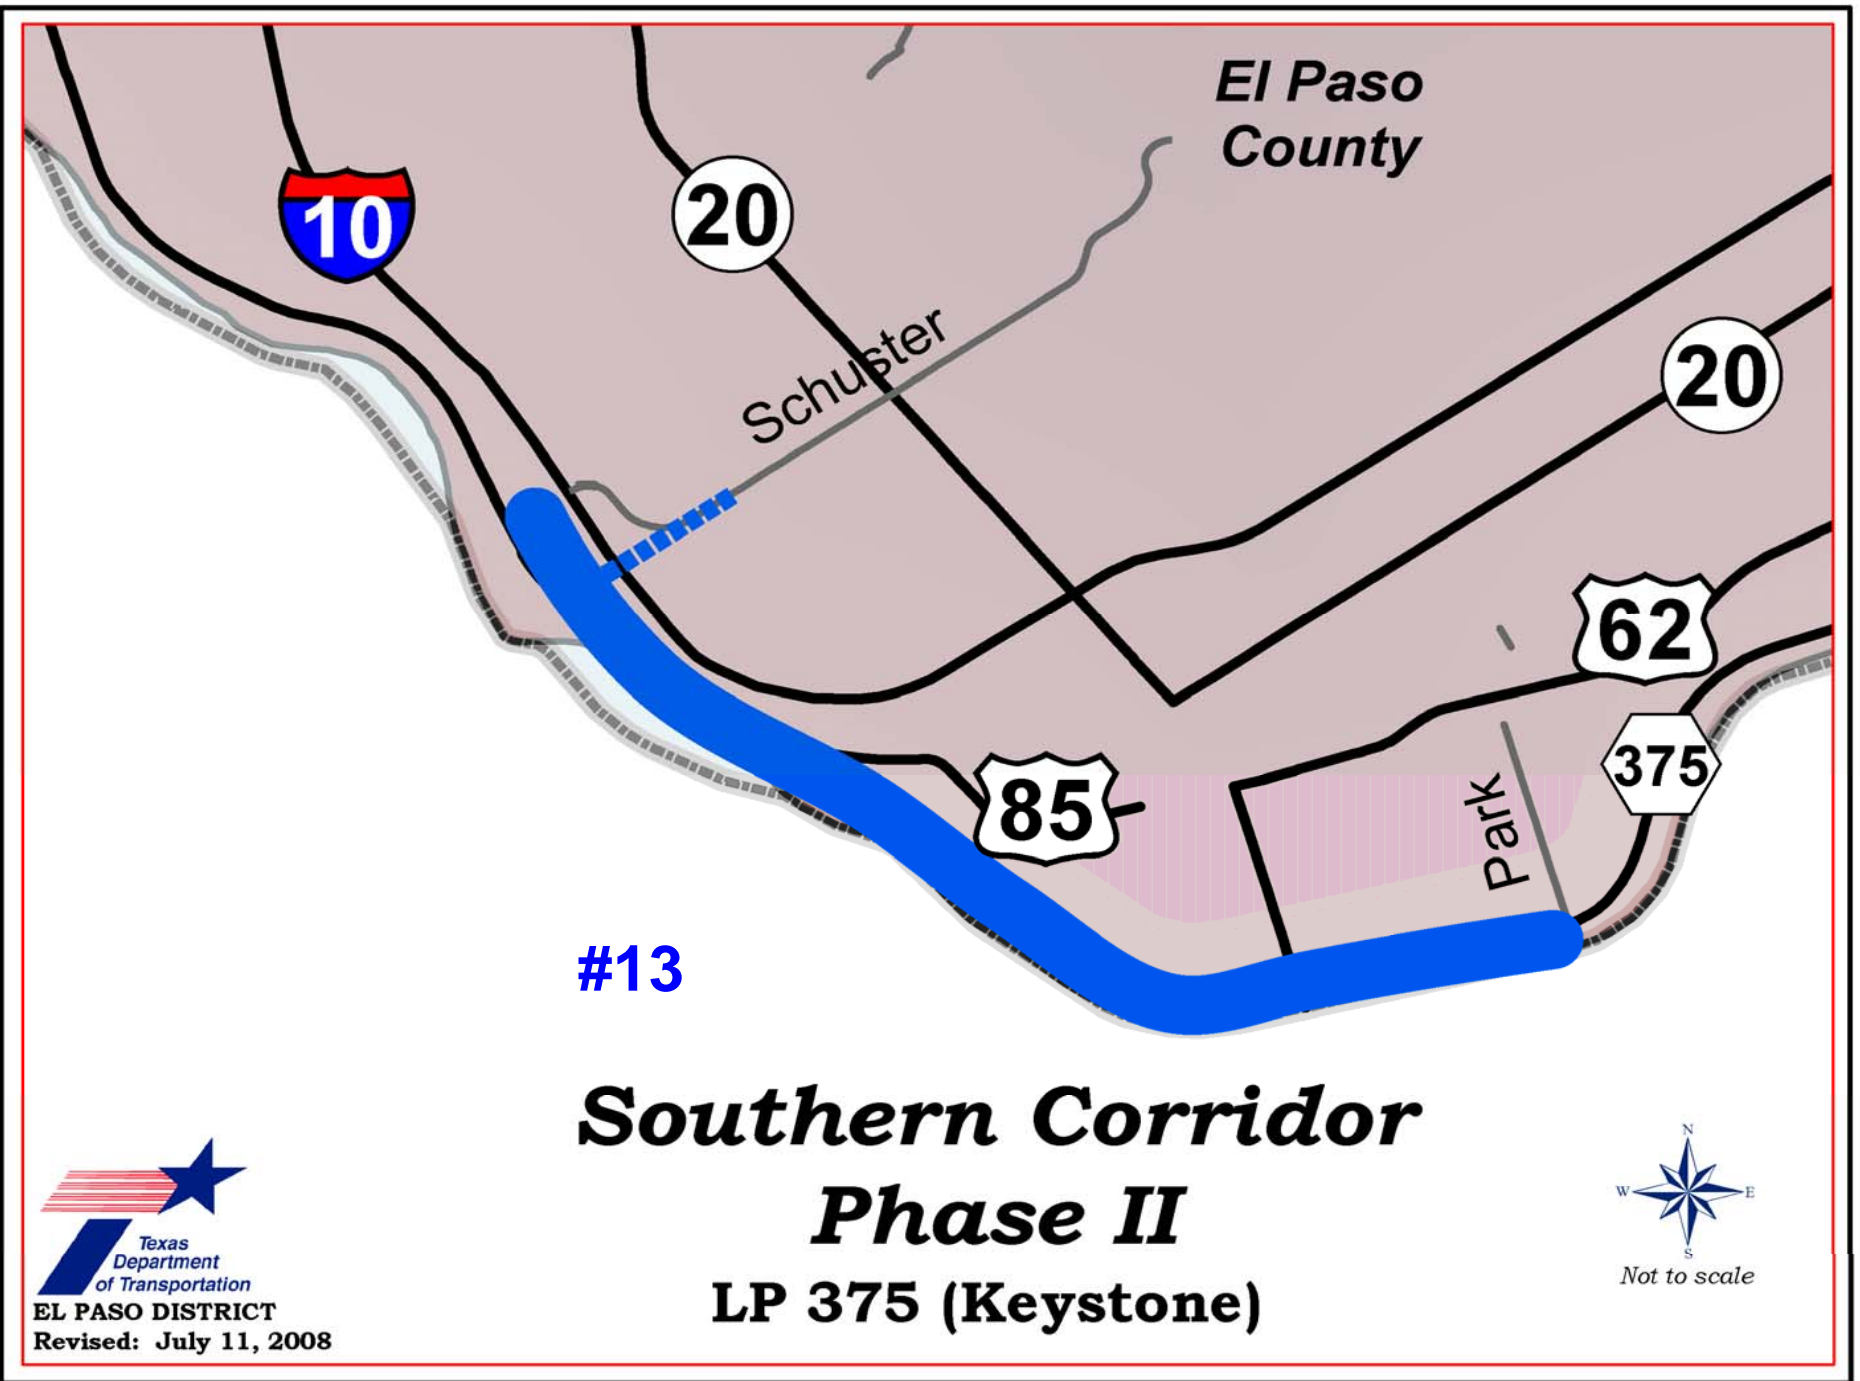 El Paso
County
10
20
Schuster
20
62
375
85
Park
#13
Southern Corridor
Phase II
LP 375 (Keystone)
Texas
Department
of Transportation
EL PASO DISTRICT
Revised: July 11, 2008
N
W
E
S
Not to scale